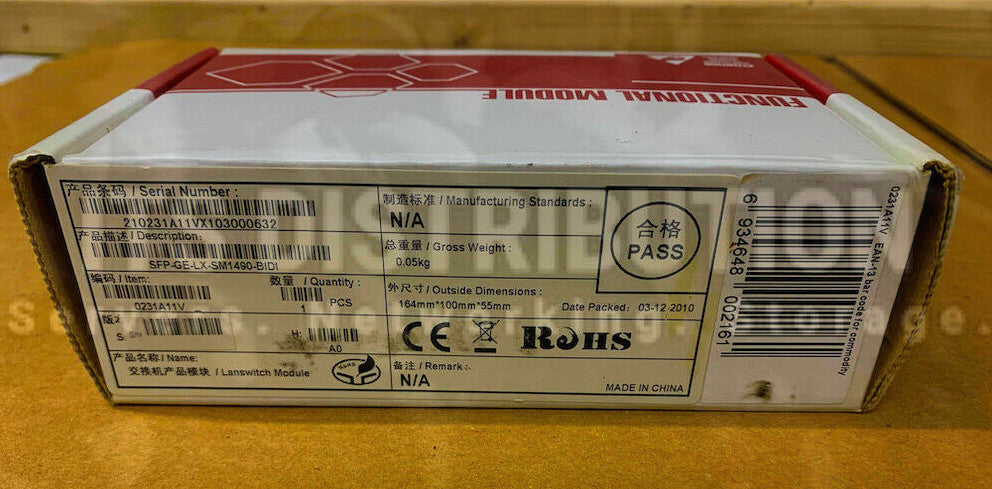 FUNCTIONAL MODULE
产品条码 / Serial Number :
210231A11VX103000632
产品描述 / Description:
SFP-GE-LX-SM1490-BIDI
编码 / Item:
0231A11V
数量 / Quantity :
1 PCS
S
H:
A0
产品名称 / Name:
交换机产品模块 / Lanswitch Module
制造标准 / Manufacturing Standards :
N/A
总重量 / Gross Weight :
0.05kg
外尺寸 / Outside Dimensions :
164mm*100mm*55mm
Date Packed: 03-12-2010
CE RoHS
备注 / Remark:
N/A
MADE IN CHINA
合格
PASS
6 934648 002161
0231A11V EAN13 bar code for commodity
DISTRIBUTION
Networking. Storage.